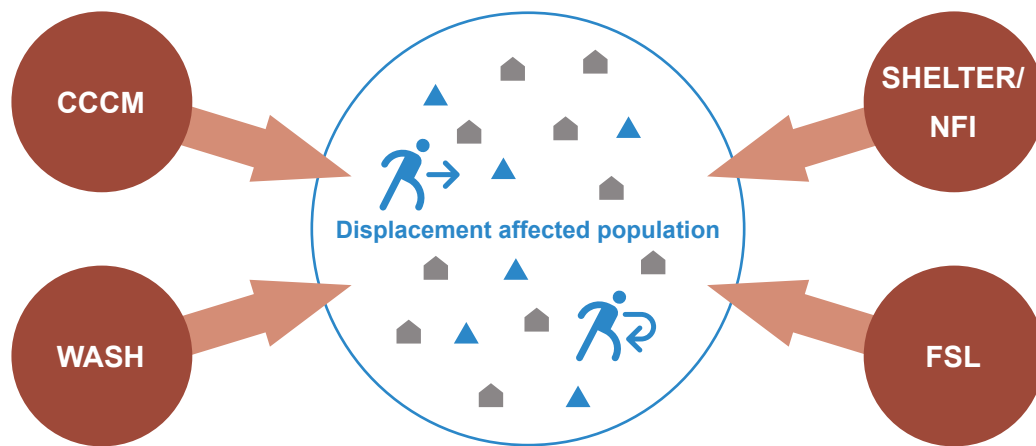 CCCM
SHELTER/
NFI
Displacement affected population
WASH
FSL